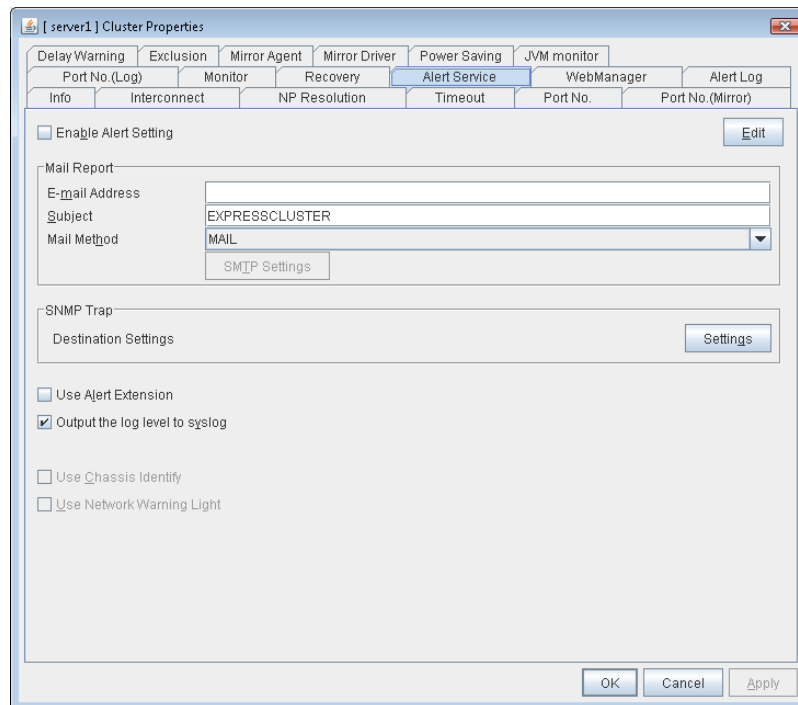 [ server1 ] Cluster Properties
Delay Warning Exclusion Mirror Agent Mirror Driver Power Saving JVM monitor
Port No.(Log) Monitor Recovery Alert Service WebManager Alert Log
Info Interconnect NP Resolution Timeout Port No. Port No.(Mirror)
Enable Alert Setting Edit
Mail Report
E-mail Address
Subject EXPRESSCLUSTER
Mail Method MAIL
SMTP Settings
SNMP Trap
Destination Settings Settings
Use Alert Extension
Output the log level to syslog
Use Chassis Identify
Use Network Warning Light
OK Cancel Apply